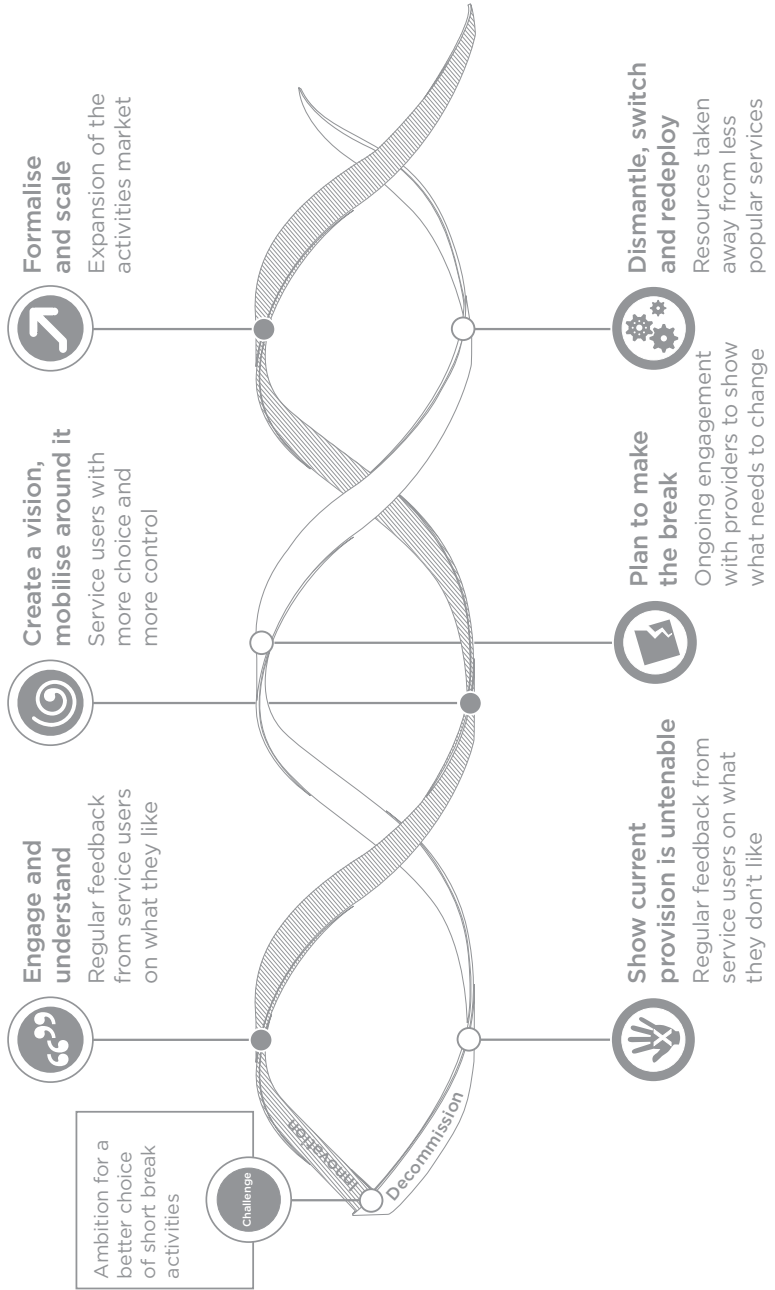 Ambition for a
better choice
of short break
activities
Challenge
Innovation
Decommission
Engage and
understand
Regular feedback
from service users
on what they like
Create a vision,
mobilise around it
Service users with
more choice and
more control
Formalise
and scale
Expansion of the
activities market
Show current
provision is untenable
Regular feedback from
service users on what
they don't like
Plan to make
the break
Ongoing engagement
with providers to show
what needs to change
Dismantle, switch
and redeploy
Resources taken
away from less
popular services